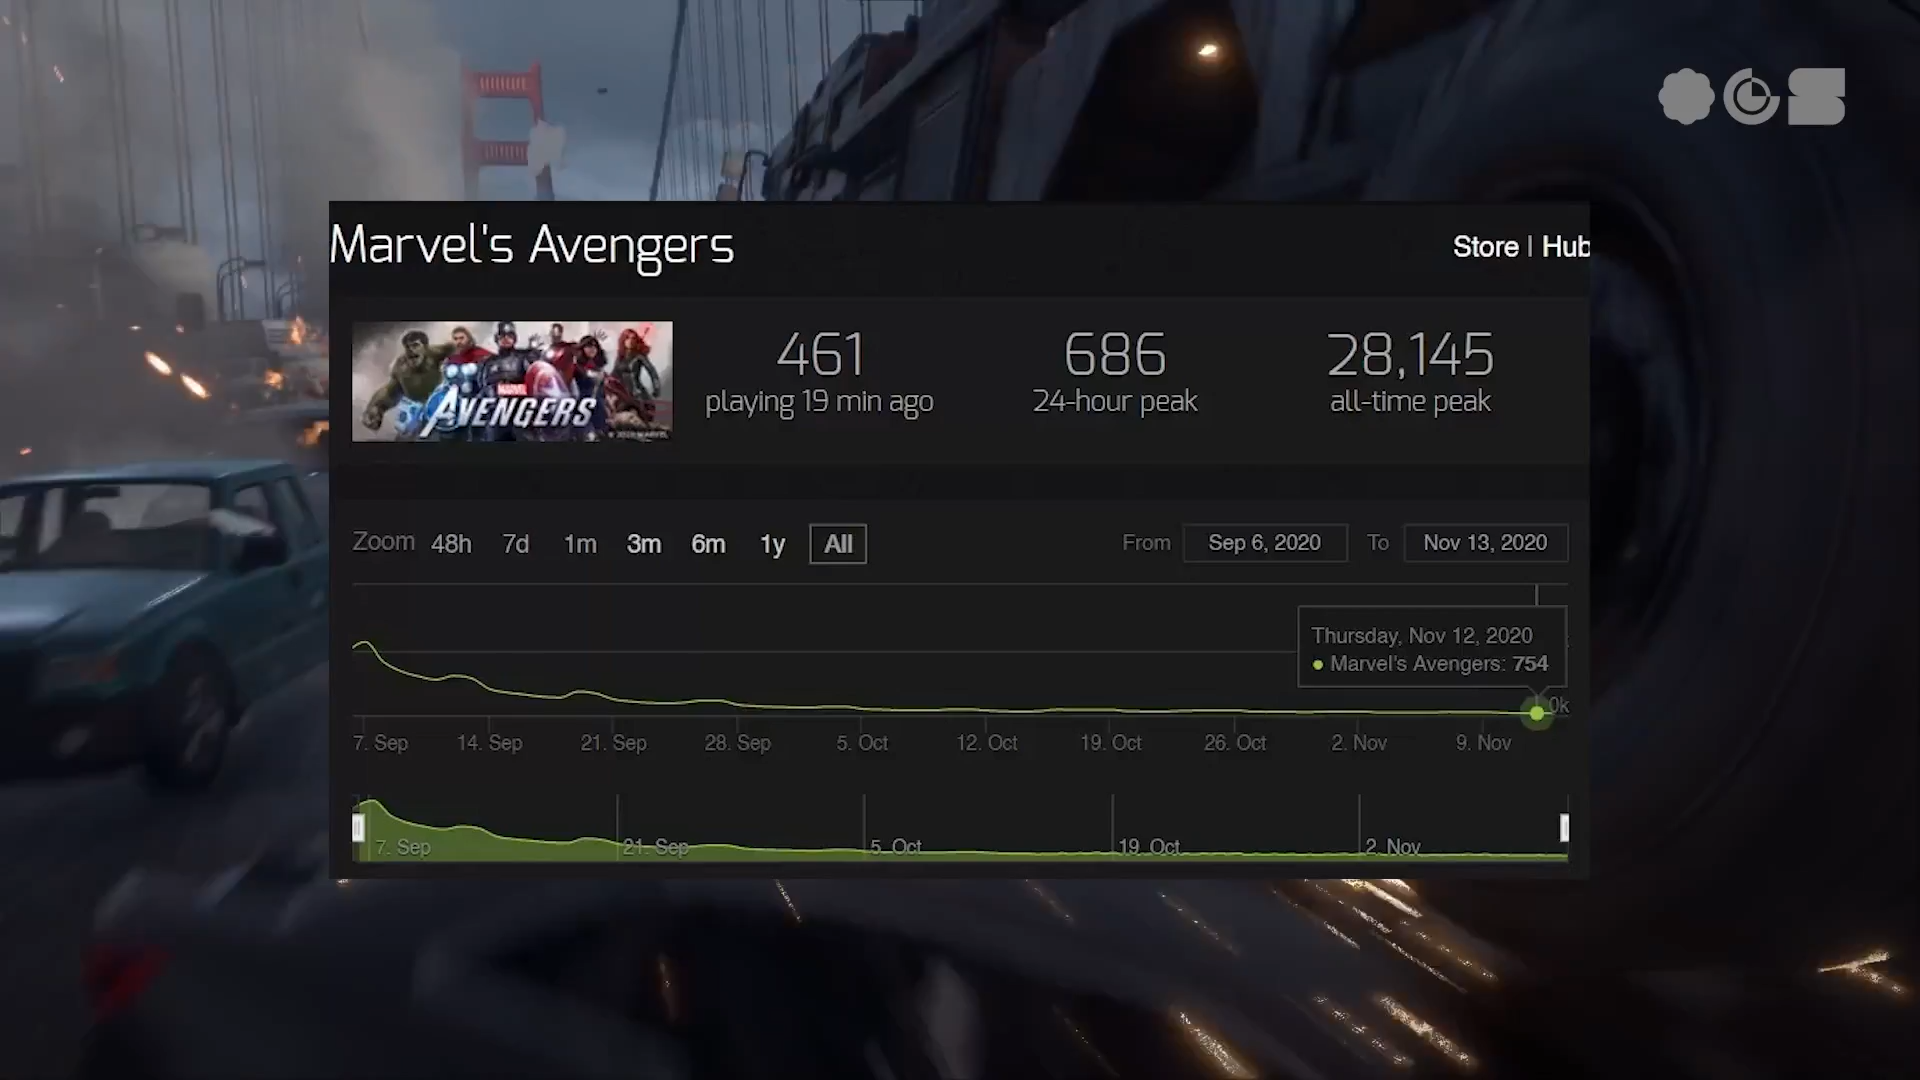 Marvel's Avengers
Store | Hub
MARVEL
AVENGERS
461
playing 19 min ago
686
24-hour peak
28,145
all-time peak
Zoom 48h 7d 1m 3m 6m 1y All
From Sep 6, 2020 To Nov 13, 2020
Thursday, Nov 12, 2020
Marvel's Avengers: 754
0k
7. Sep 14. Sep 21. Sep 28. Sep 5. Oct 12. Oct 19. Oct 26. Oct 2. Nov 9. Nov
7. Sep 21. Sep 5. Oct 19. Oct 2. Nov